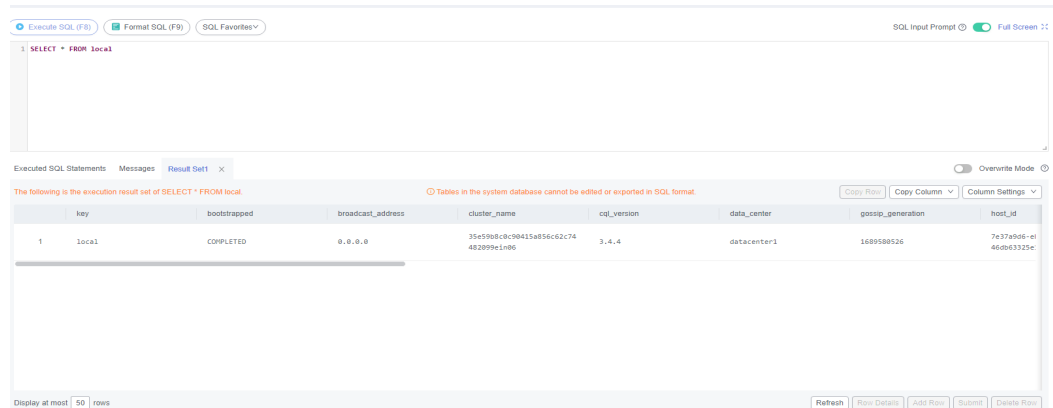 Execute SQL (F8) Format SQL (F9) SQL Favorites SQL Input Prompt Full Screen
1 SELECT * FROM local
Executed SQL Statements Messages Result Set1 × Overwrite Mode
The following is the execution result set of SELECT * FROM local. Tables in the system database cannot be edited or exported in SQL format. Copy Row Copy Column Column Settings
key bootstrapped broadcast_address cluster_name cql_version data_center gossip_generation host_id
1 local COMPLETED 0.0.0.0 35e59b8c0c90415a856c62c74 3.4.4 datacenter1 1689580526 7e37a9d6-e
482099ein06 46db63325e
Display at most 50 rows Refresh Row Details Add Row Submit Delete Row